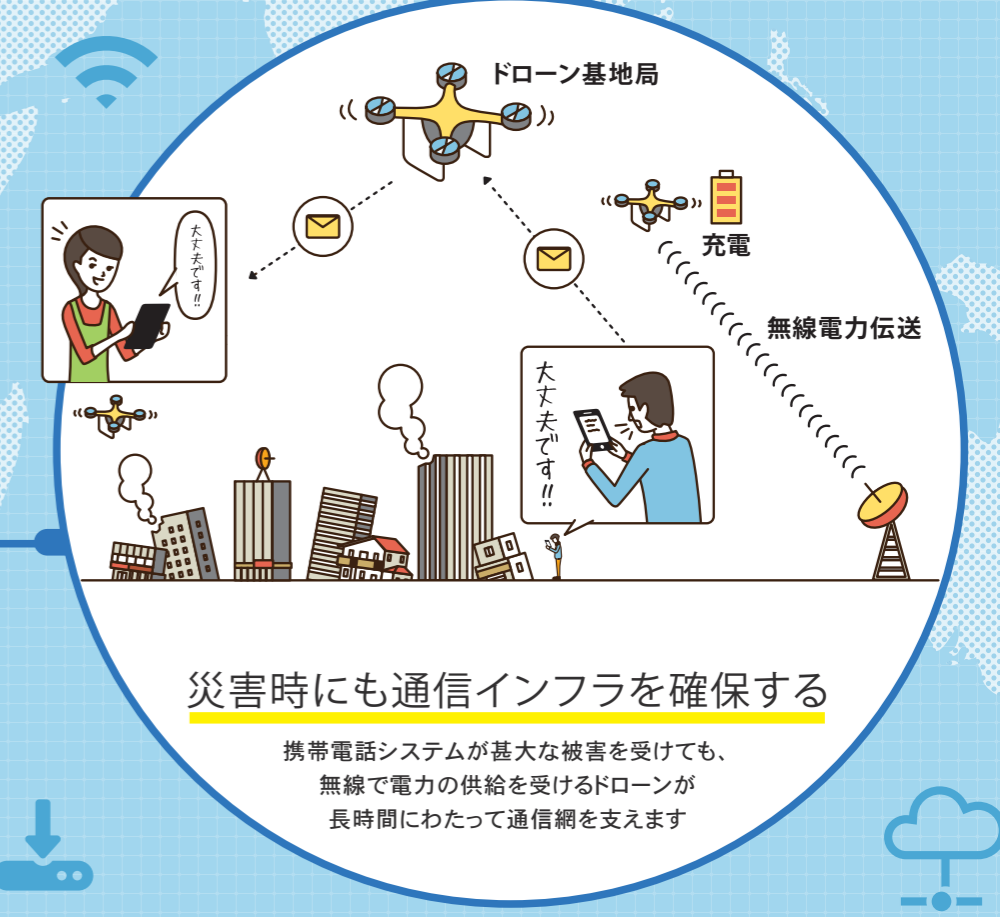 ドローン基地局
充電
大丈夫です!!
無線電力伝送
大丈夫です!!
災害時にも通信インフラを確保する
携帯電話システムが甚大な被害を受けても、
無線で電力の供給を受けるドローンが
長時間にわたって通信網を支えます